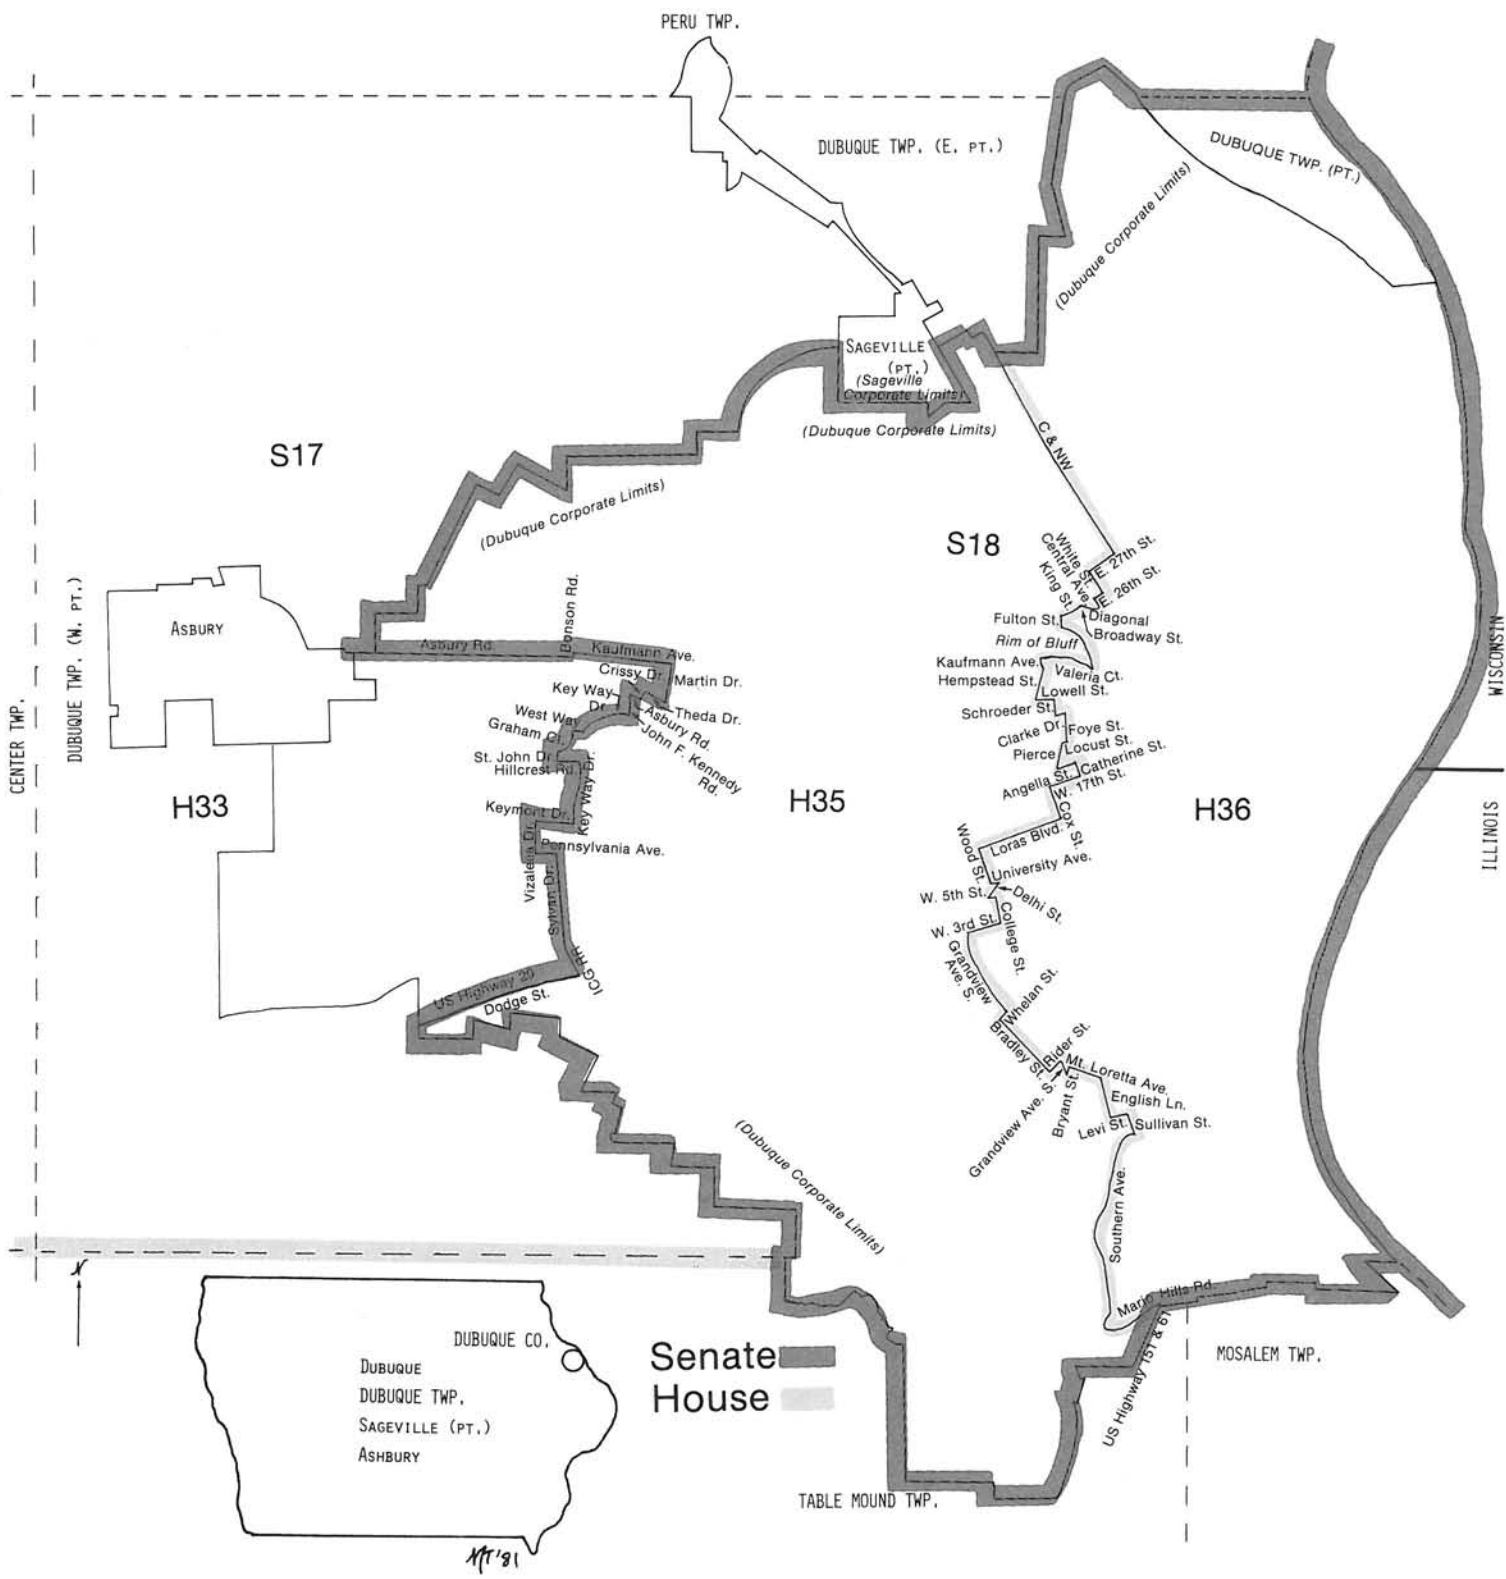 PERU TWP.
DUBUQUE TWP. (E. PT.)
DUBUQUE TWP. (PT.)
(Dubuque Corporate Limits)
SAGEVILLE
(PT.)
(Sageville
Corporate Limits)
(Dubuque Corporate Limits)
C & NW
S17
(Dubuque Corporate Limits)
S18
White St.
Central Ave.
King St.
E. 27th St.
E. 26th St.
Diagonal
Broadway St.
Fulton St.
Rim of Bluff
Kaufmann Ave.
Valeria Ct.
Hempstead St.
Lowell St.
Schroeder St.
Clarke Dr.
Foye St.
Pierce
Locust St.
Angella St.
Catherine St.
W. 17th St.
Cox St.
Loras Blvd.
Wood St.
University Ave.
W. 5th St.
Delhi St.
College St.
W. 3rd St.
Grandview
Ave. S.
Whelan St.
Bradley St.
Rider St.
Grandview Ave. S.
Bryant St.
Mt. Loretta Ave.
English Ln.
Levi St.
Sullivan St.
Southern Ave.
Mario Hills Rd.
US Highway 151 & 61
WISCONSIN
ILLINOIS
CENTER TWP.
DUBUQUE TWP. (W. PT.)
ASBURY
Asbury Rd.
Bonson Rd.
Kaufmann Ave.
Crissy Dr.
Martin Dr.
Key Way
Dr.
Theda Dr.
Asbury Rd.
John F. Kennedy
Rd.
West Way
Graham Ct.
St. John Dr.
Hillcrest Rd.
Key Way Dr.
Keymont Dr.
Vizaleea Dr.
Pennsylvania Ave.
Sylvan Dr.
ICG RR
US Highway 20
Dodge St.
H33
H35
H36
(Dubuque Corporate Limits)
N
DUBUQUE CO.
DUBUQUE
DUBUQUE TWP.
SAGEVILLE (PT.)
ASHBURY
Senate
House
MOSALEM TWP.
TABLE MOUND TWP.
MT '81